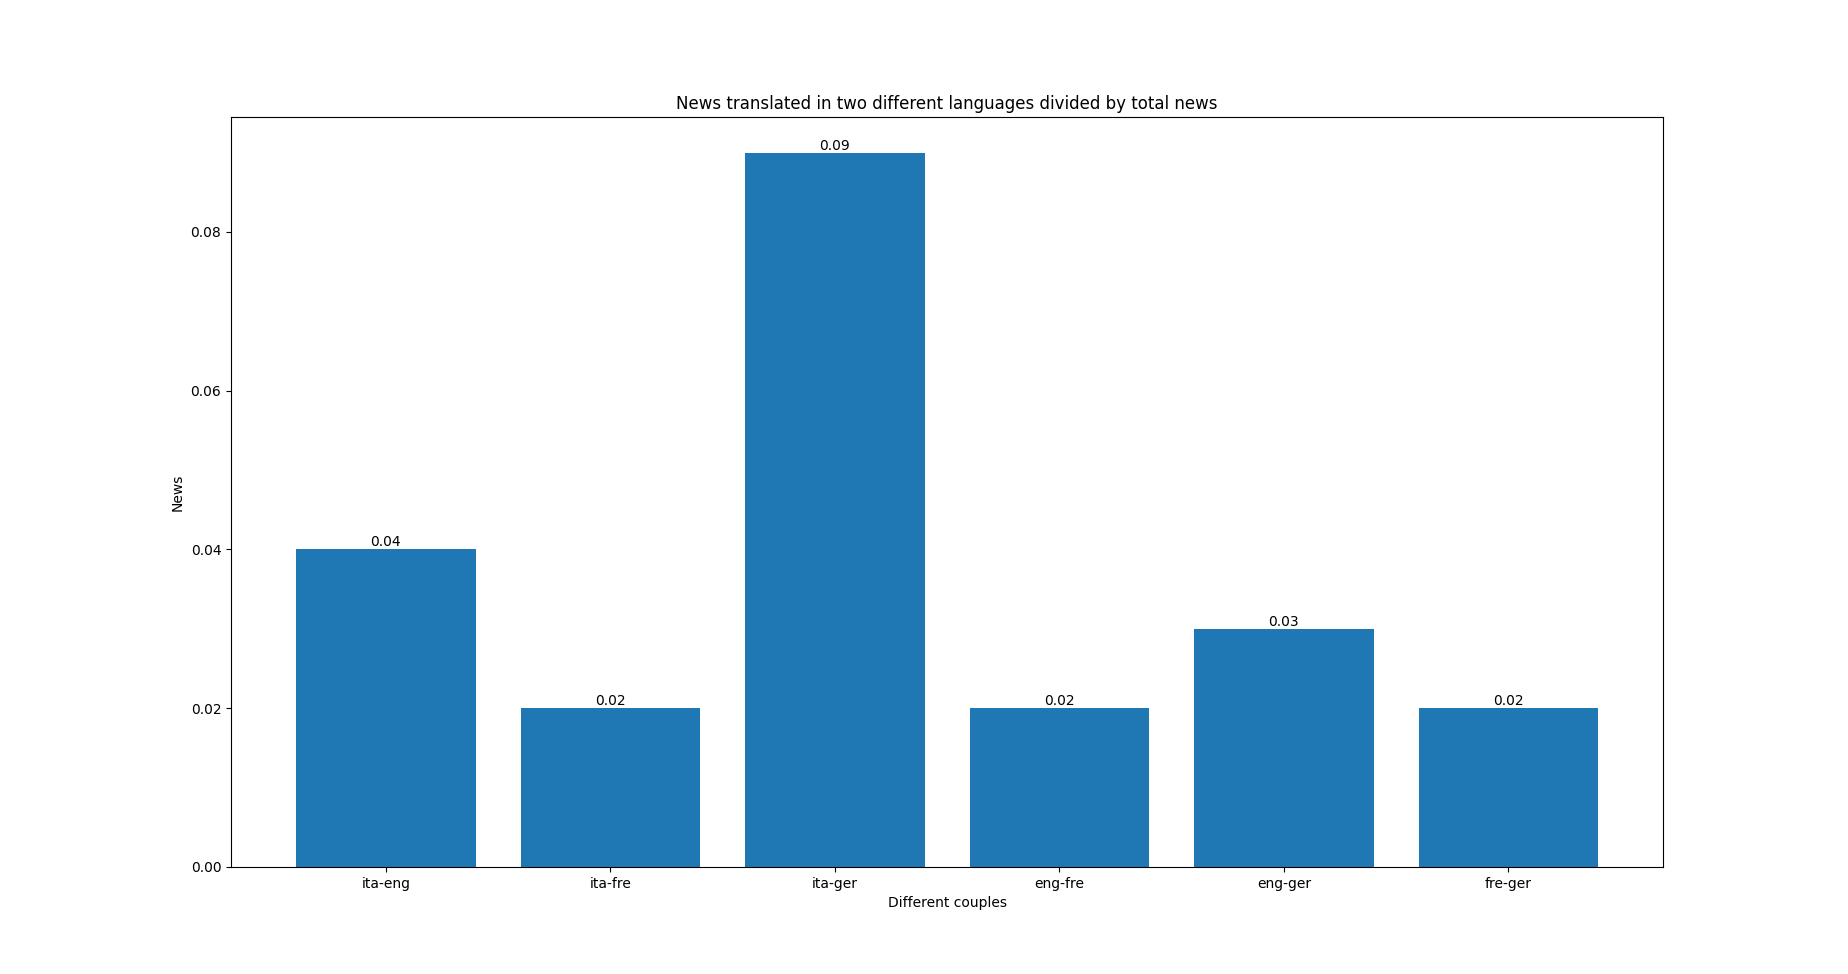 News translated in two different languages divided by total news
0.09
0.08
0.06
News
0.04
0.04
0.03
0.02
0.02
0.02
0.02
0.00
ita-eng
ita-fre
ita-ger
eng-fre
eng-ger
fre-ger
Different couples